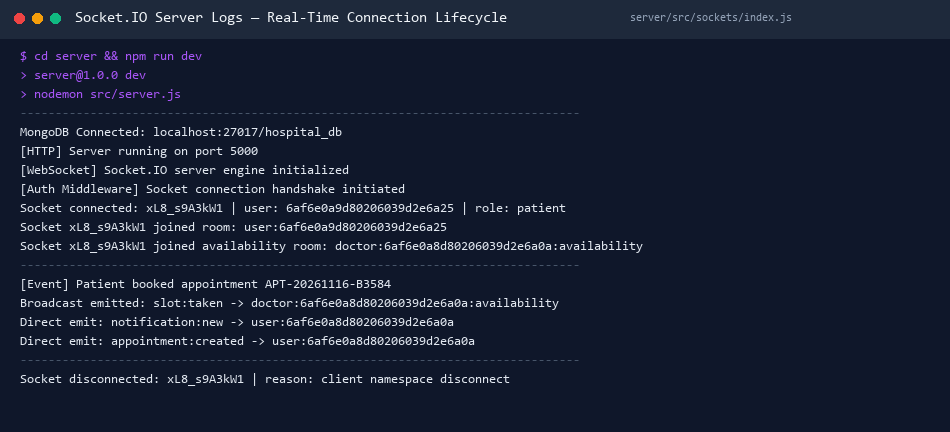 Socket.IO Server Logs — Real-Time Connection Lifecycle
server/src/sockets/index.js
$ cd server && npm run dev
> server@1.0.0 dev
> nodemon src/server.js
--------------------------------------------------------------------------------
MongoDB Connected: localhost:27017/hospital_db
[HTTP] Server running on port 5000
[WebSocket] Socket.IO server engine initialized
[Auth Middleware] Socket connection handshake initiated
Socket connected: xL8_s9A3kW1 | user: 6af6e0a9d80206039d2e6a25 | role: patient
Socket xL8_s9A3kW1 joined room: user:6af6e0a9d80206039d2e6a25
Socket xL8_s9A3kW1 joined availability room: doctor:6af6e0a8d80206039d2e6a0a:availability
--------------------------------------------------------------------------------
[Event] Patient booked appointment APT-20261116-B3584
Broadcast emitted: slot:taken -> doctor:6af6e0a8d80206039d2e6a0a:availability
Direct emit: notification:new -> user:6af6e0a8d80206039d2e6a0a
Direct emit: appointment:created -> user:6af6e0a8d80206039d2e6a0a
--------------------------------------------------------------------------------
Socket disconnected: xL8_s9A3kW1 | reason: client namespace disconnect